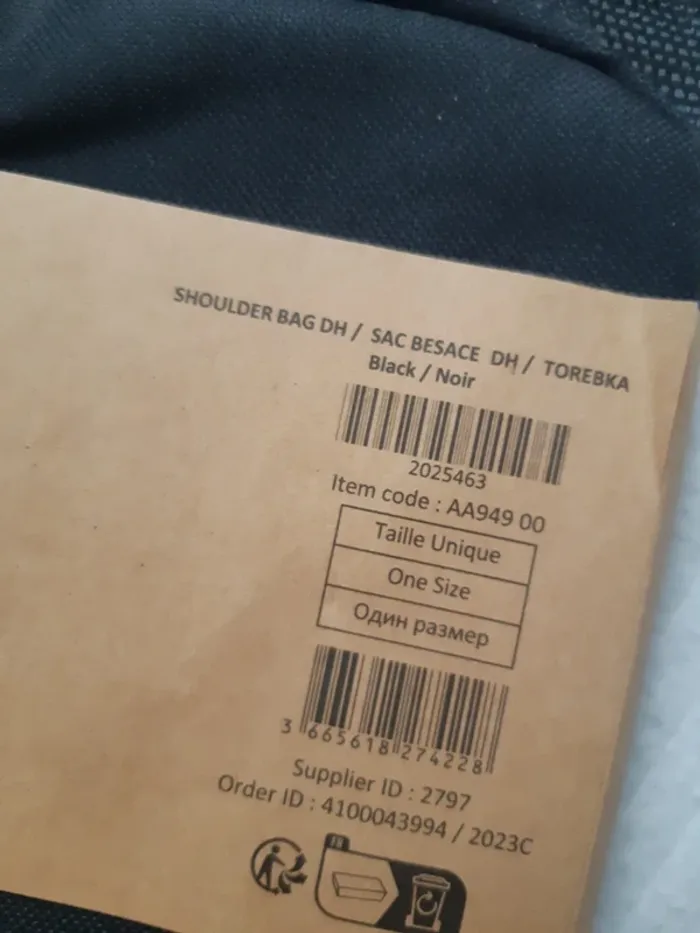 SHOULDER BAG DH / SAC BESACE DH / TOREBKA
Black / Noir
2025463
Item code : AA949 00
Taille Unique
One Size
Один размер
3 665618 274228
Supplier ID : 2797
Order ID : 4100043994 / 2023C
FR